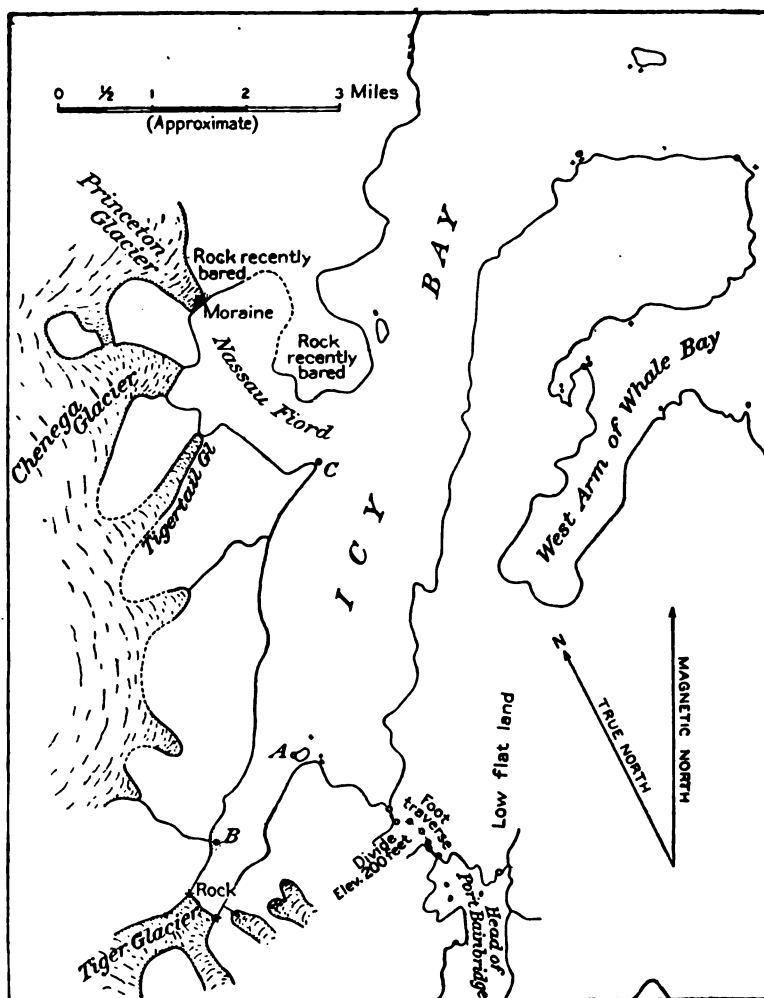 0 ½ 1 2 3 Miles
(Approximate)
Princeton
Glacier
Rock recently
bared
Moraine
Rock
recently
bared
Nassau Fiord
Chenega
Glacier
Tigertail Gl
C
ICY BAY
West Arm of Whale Bay
N
TRUE NORTH
MAGNETIC NORTH
Low flat land
A
B
Foot
traverse
Divide
Elev. 200 feet
Rock
Tiger Glacier
Head of
Port Bainbridge